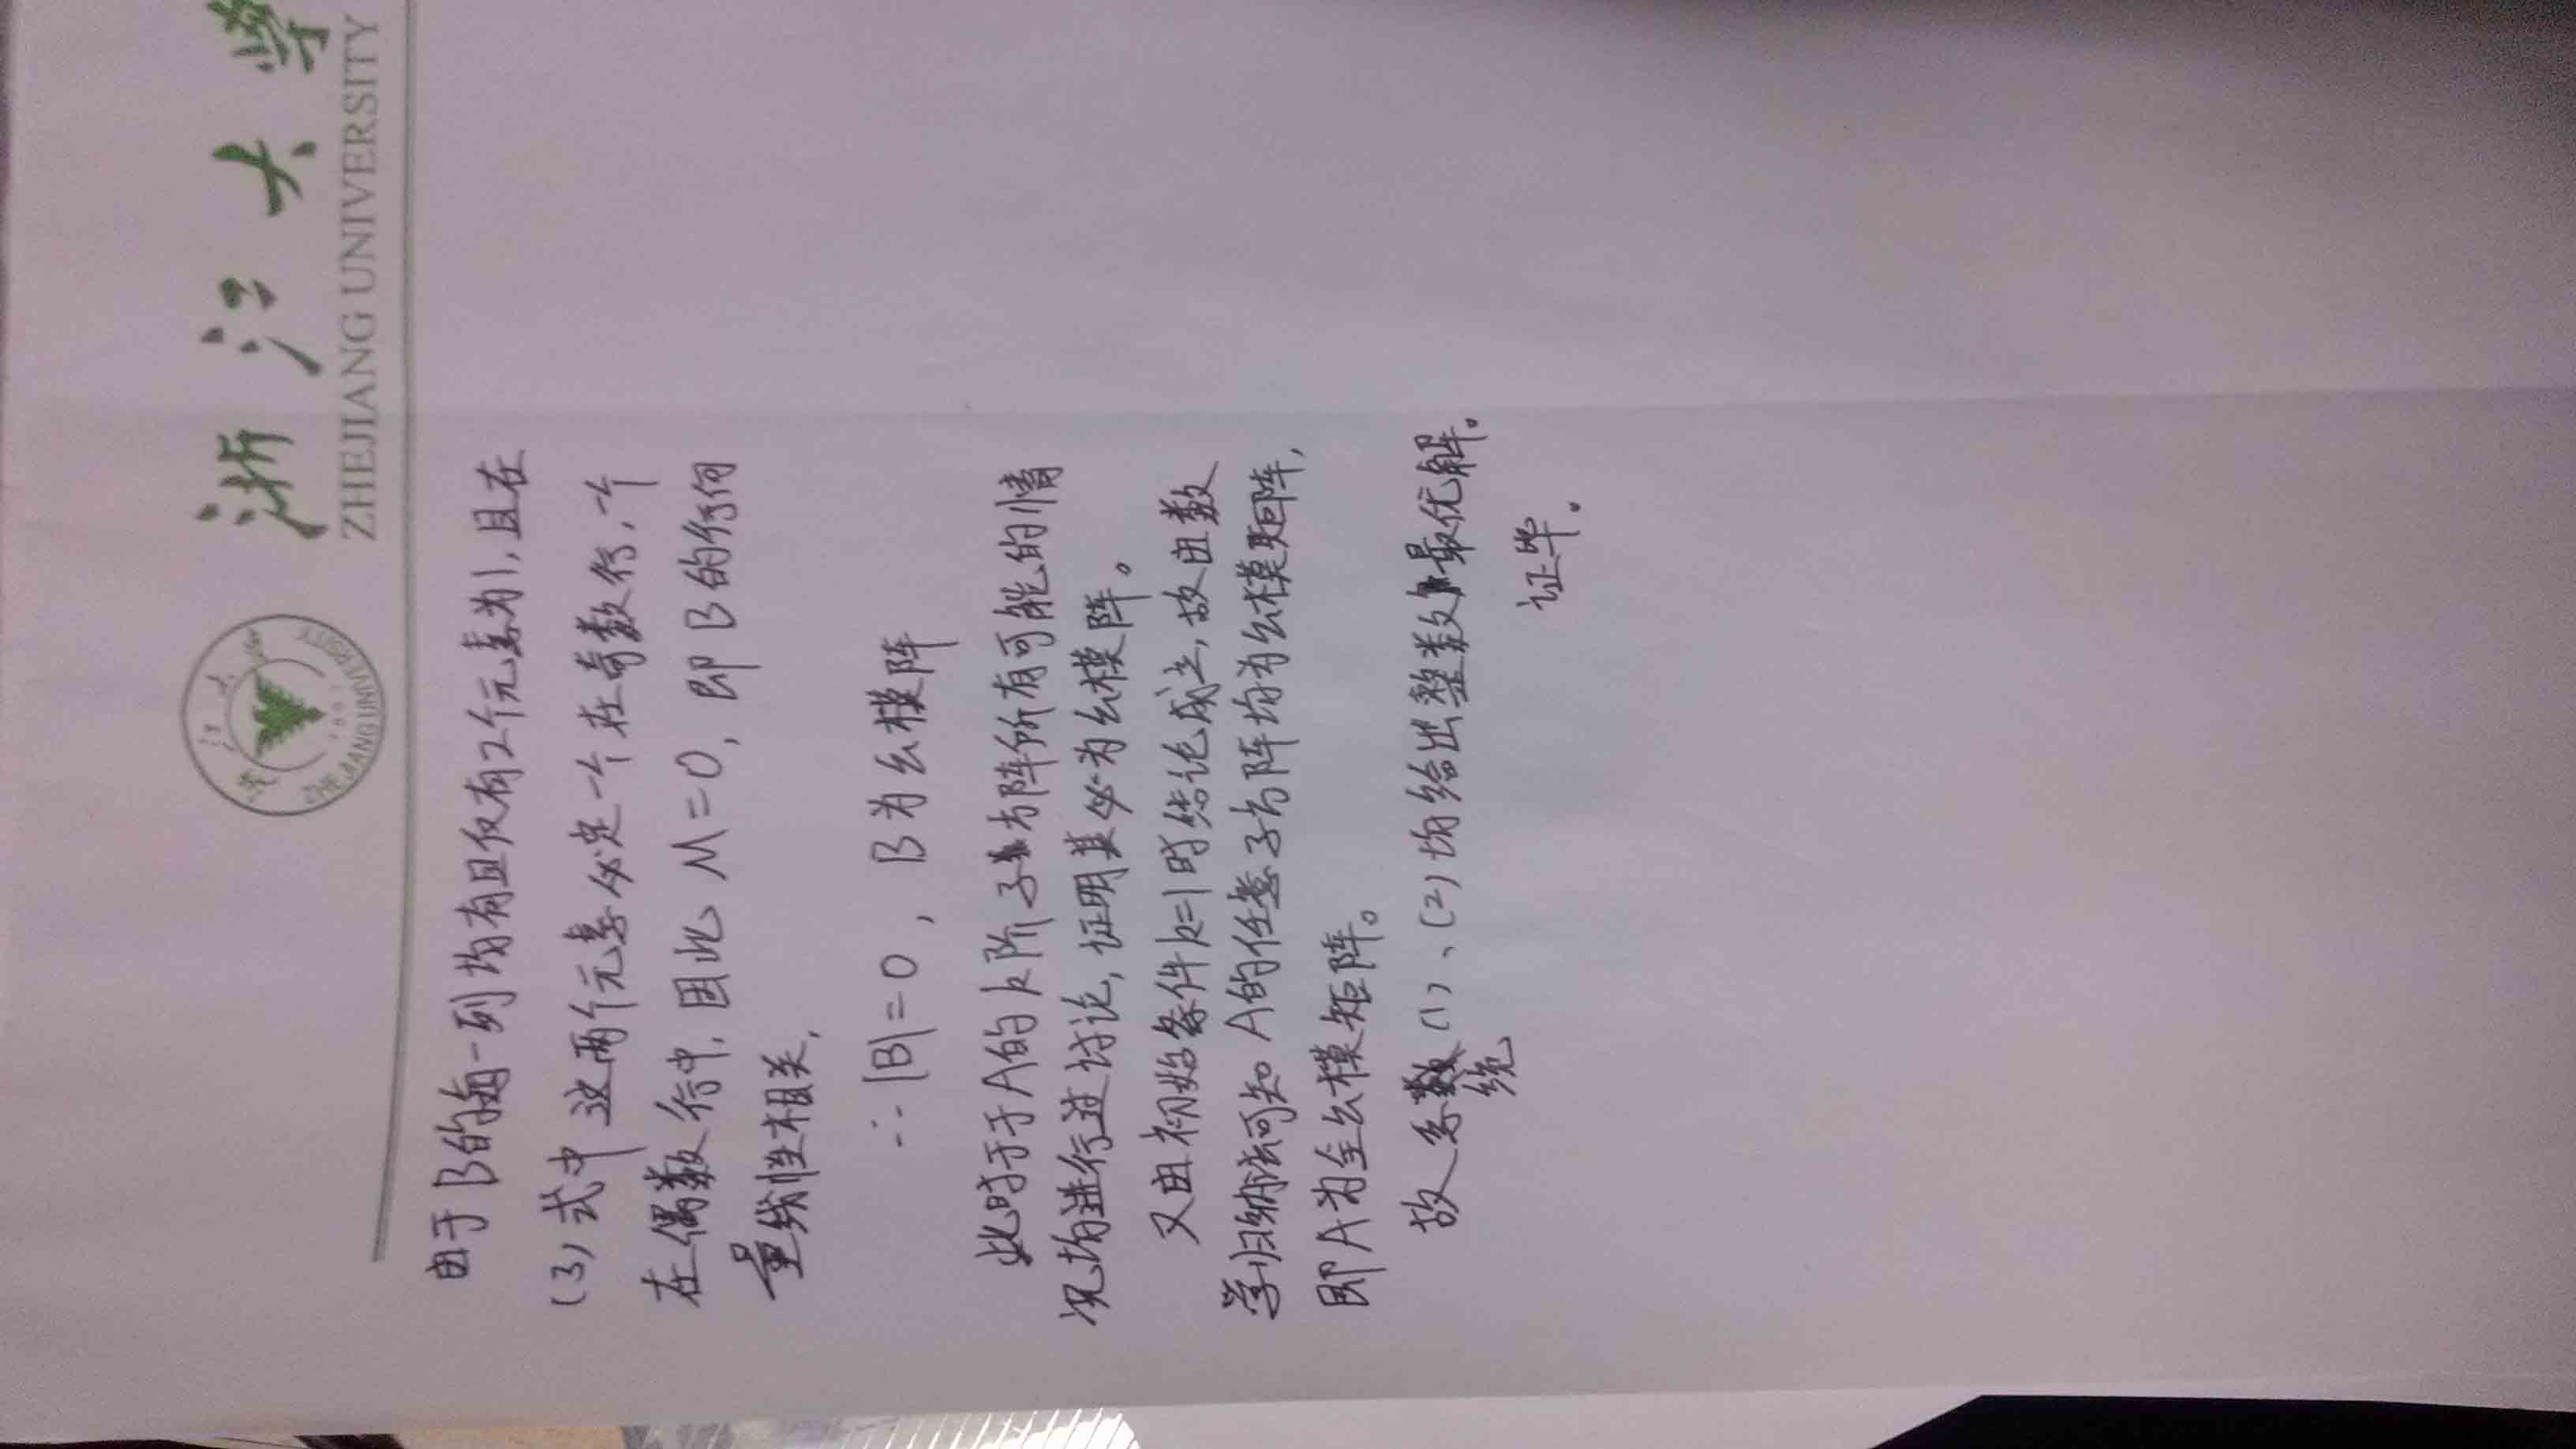 浙江大学
ZHEJIANG UNIVERSITY
由于B的每一列均有且仅有2个元素为1,且在
(3)式中这两个元素必定一个在奇数行,一个
在偶数行中,因此M=0,即B的行向
量线性相关,
∴|B|=0,B为幺模阵
此时于A的k阶子方阵所有可能的情
况均进行过讨论,证明其必为幺模阵。
又由初始条件k=1时结论成立,故由数
学归纳法可知A的任意子方阵均为幺模矩阵,
即A为全幺模矩阵。
故系统(1)、(2)均给出整数最优解。
证毕。